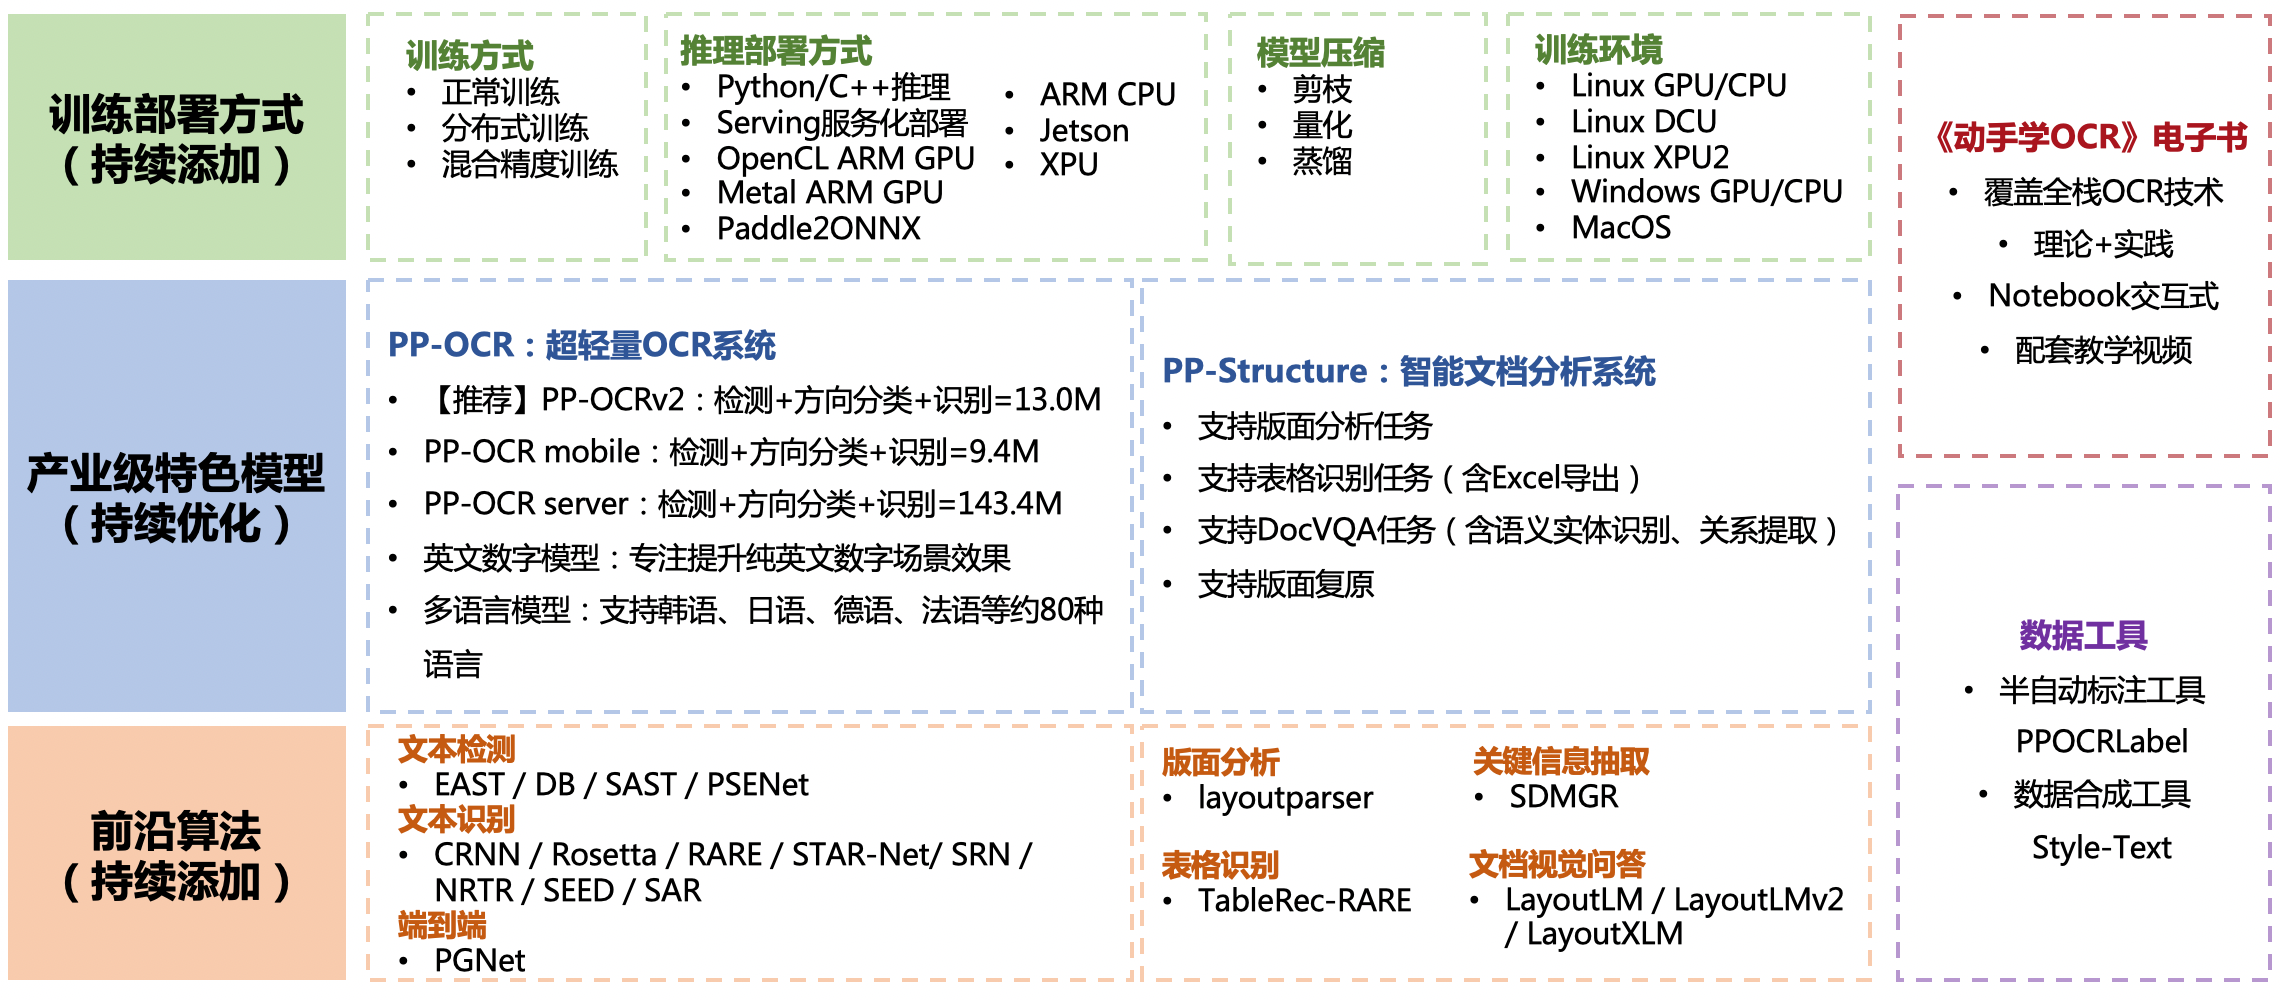 训练部署方式
（持续添加）
训练方式
• 正常训练
• 分布式训练
• 混合精度训练
推理部署方式
• Python/C++推理
• Serving服务化部署
• OpenCL ARM GPU
• Metal ARM GPU
• Paddle2ONNX
• ARM CPU
• Jetson
• XPU
模型压缩
• 剪枝
• 量化
• 蒸馏
训练环境
• Linux GPU/CPU
• Linux DCU
• Linux XPU2
• Windows GPU/CPU
• MacOS
产业级特色模型
（持续优化）
PP-OCR：超轻量OCR系统
• 【推荐】PP-OCRv2：检测+方向分类+识别=13.0M
• PP-OCR mobile：检测+方向分类+识别=9.4M
• PP-OCR server：检测+方向分类+识别=143.4M
• 英文数字模型：专注提升纯英文数字场景效果
• 多语言模型：支持韩语、日语、德语、法语等约80种
语言
PP-Structure：智能文档分析系统
• 支持版面分析任务
• 支持表格识别任务（含Excel导出）
• 支持DocVQA任务（含语义实体识别、关系提取）
• 支持版面复原
前沿算法
（持续添加）
文本检测
• EAST / DB / SAST / PSENet
文本识别
• CRNN / Rosetta / RARE / STAR-Net/ SRN /
NRTR / SEED / SAR
端到端
• PGNet
版面分析
• layoutparser
表格识别
• TableRec-RARE
关键信息抽取
• SDMGR
文档视觉问答
• LayoutLM / LayoutLMv2
/ LayoutXLM
《动手学OCR》电子书
• 覆盖全栈OCR技术
• 理论+实践
• Notebook交互式
• 配套教学视频
数据工具
• 半自动标注工具
PPOCRLabel
• 数据合成工具
Style-Text